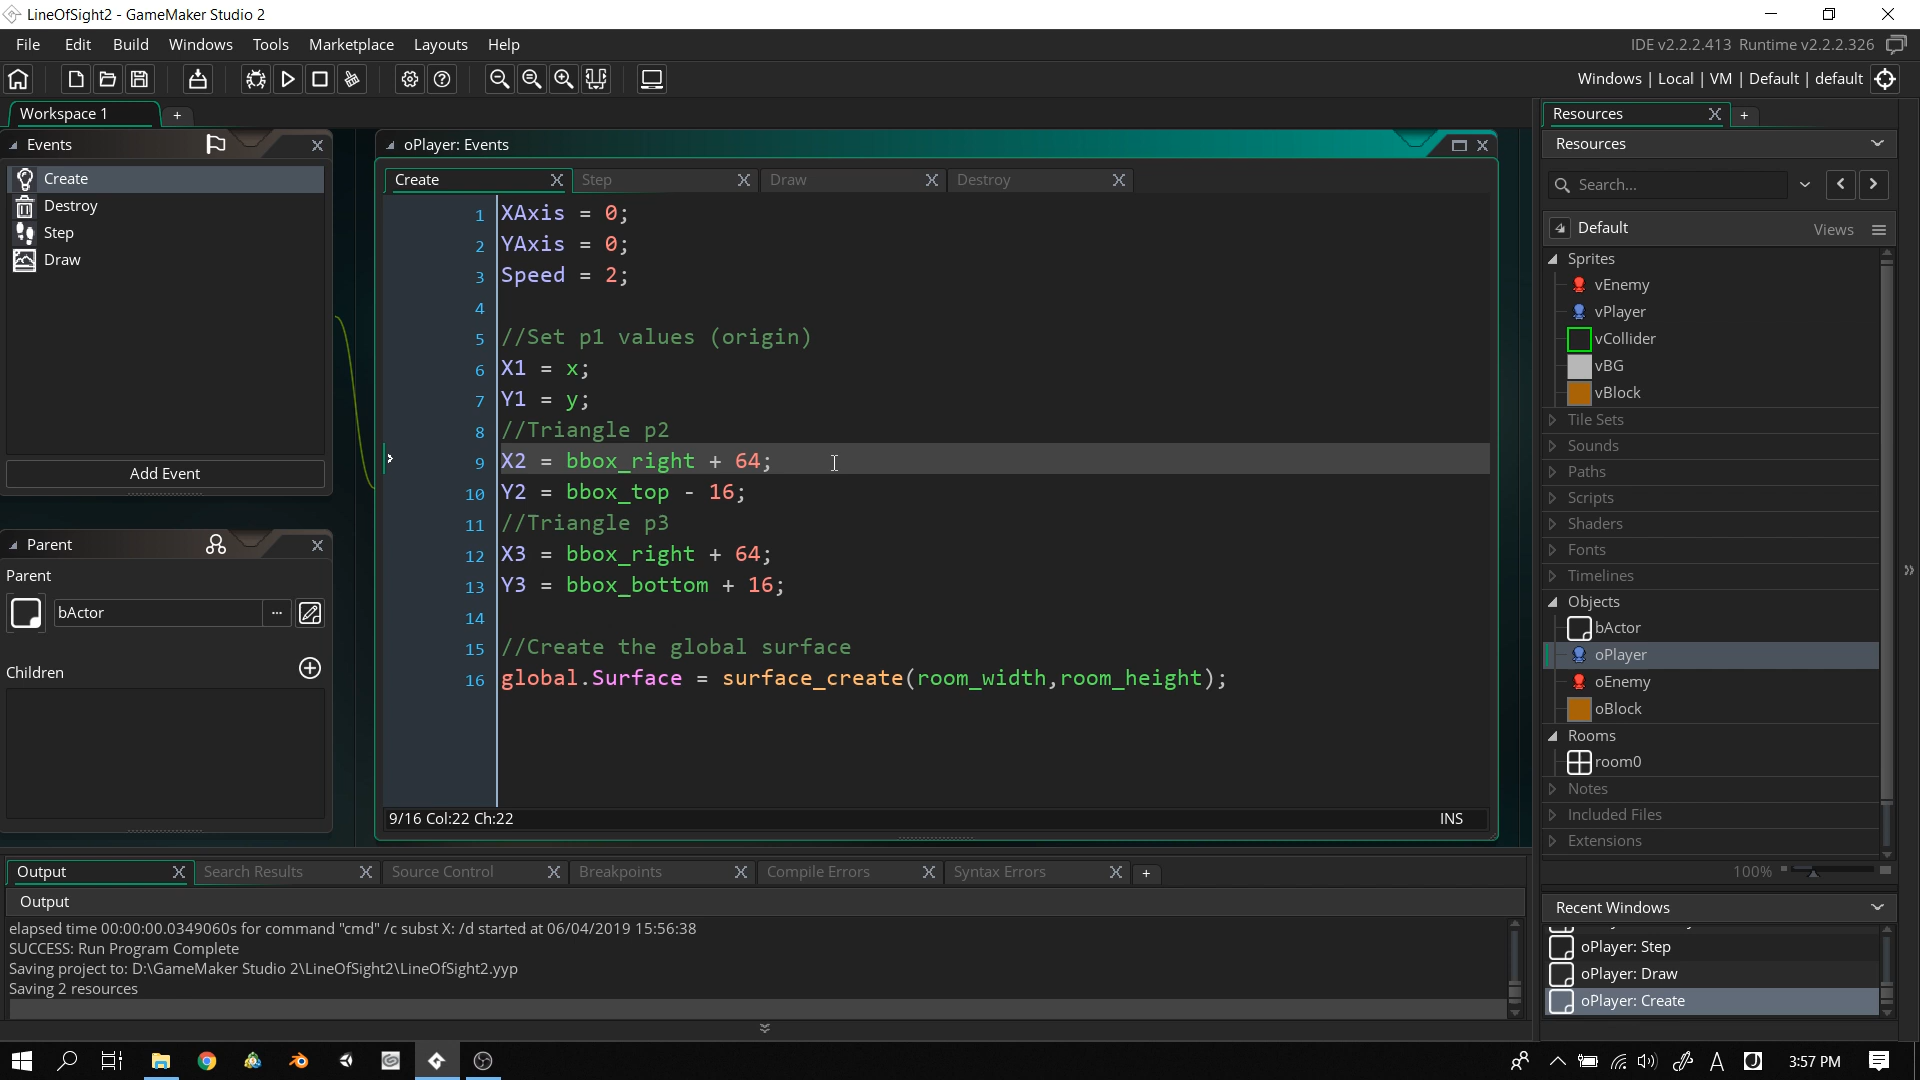 LineOfSight2 - GameMaker Studio 2
File Edit Build Windows Tools Marketplace Layouts Help
IDE v2.2.2.413 Runtime v2.2.2.326
Windows | Local | VM | Default | default
Workspace 1
Events
Create
Destroy
Step
Draw
Add Event
Parent
Parent
bActor
Children
oPlayer: Events
Create Step Draw Destroy
1 XAxis = 0;
2 YAxis = 0;
3 Speed = 2;
4
5 //Set p1 values (origin)
6 X1 = x;
7 Y1 = y;
8 //Triangle p2
9 X2 = bbox_right + 64;
10 Y2 = bbox_top - 16;
11 //Triangle p3
12 X3 = bbox_right + 64;
13 Y3 = bbox_bottom + 16;
14
15 //Create the global surface
16 global.Surface = surface_create(room_width,room_height);
9/16 Col:22 Ch:22 INS
Resources
Resources
Search...
Default Views
Sprites
vEnemy
vPlayer
vCollider
vBG
vBlock
Tile Sets
Sounds
Paths
Scripts
Shaders
Fonts
Timelines
Objects
bActor
oPlayer
oEnemy
oBlock
Rooms
room0
Notes
Included Files
Extensions
100%
Recent Windows
oPlayer: Step
oPlayer: Draw
oPlayer: Create
Output Search Results Source Control Breakpoints Compile Errors Syntax Errors
Output
elapsed time 00:00:00.0349060s for command "cmd" /c subst X: /d started at 06/04/2019 15:56:38
SUCCESS: Run Program Complete
Saving project to: D:\GameMaker Studio 2\LineOfSight2\LineOfSight2.yyp
Saving 2 resources
3:57 PM